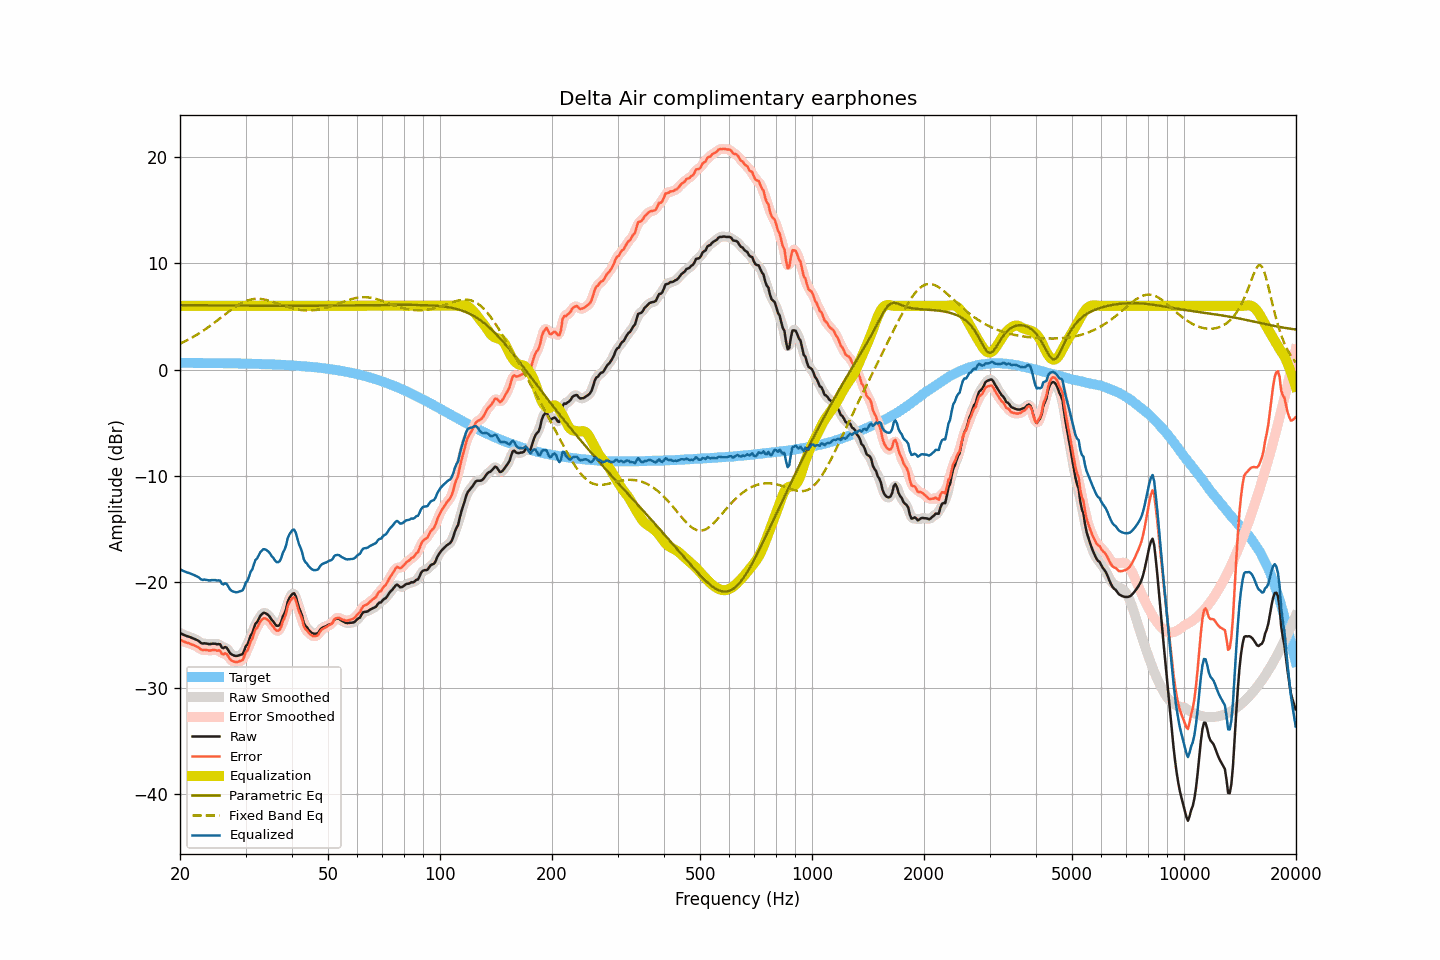 Delta Air complimentary earphones
20
10
0
−10
−20
−30
−40
Amplitude (dBr)
Target
Raw Smoothed
Error Smoothed
Raw
Error
Equalization
Parametric Eq
Fixed Band Eq
Equalized
20 50 100 200 500 1000 2000 5000 10000 20000
Frequency (Hz)